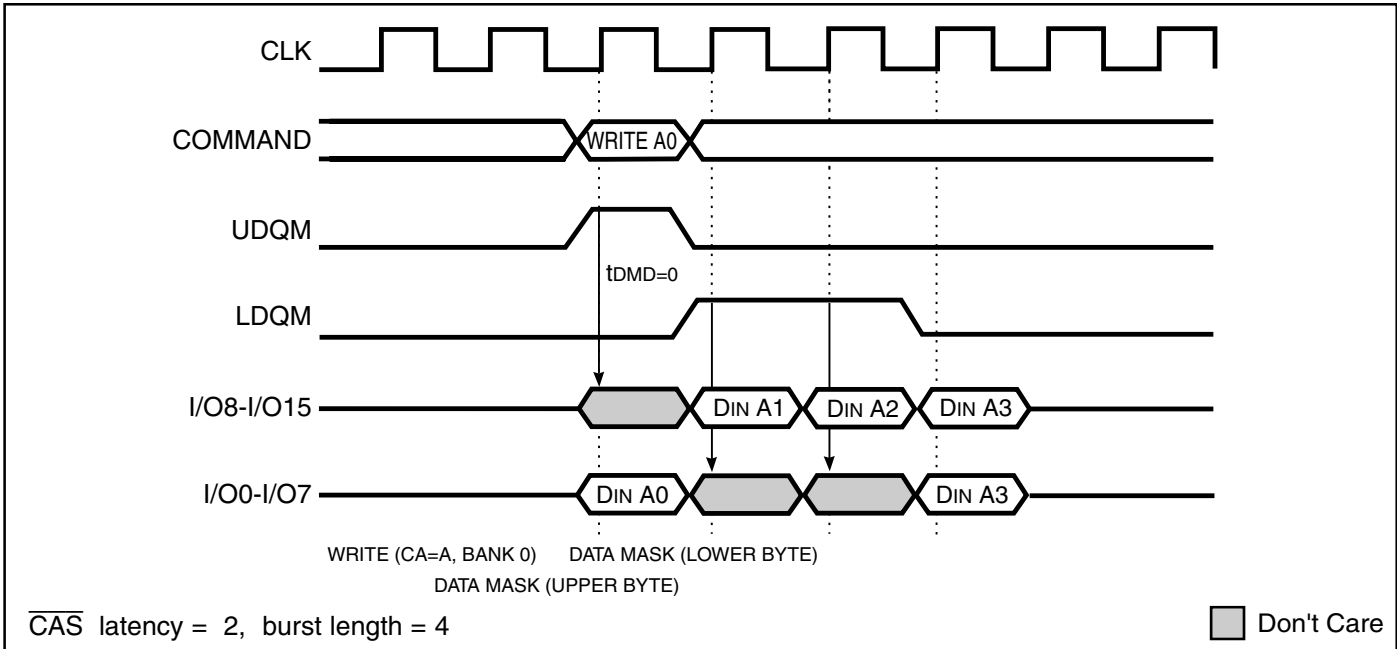 CLK
COMMAND WRITE A0
UDQM
tDMD=0
LDQM
I/O8-I/O15 DIN A1 DIN A2 DIN A3
I/O0-I/O7 DIN A0 DIN A3
WRITE (CA=A, BANK 0) DATA MASK (LOWER BYTE)
DATA MASK (UPPER BYTE)
CAS latency = 2, burst length = 4 Don't Care